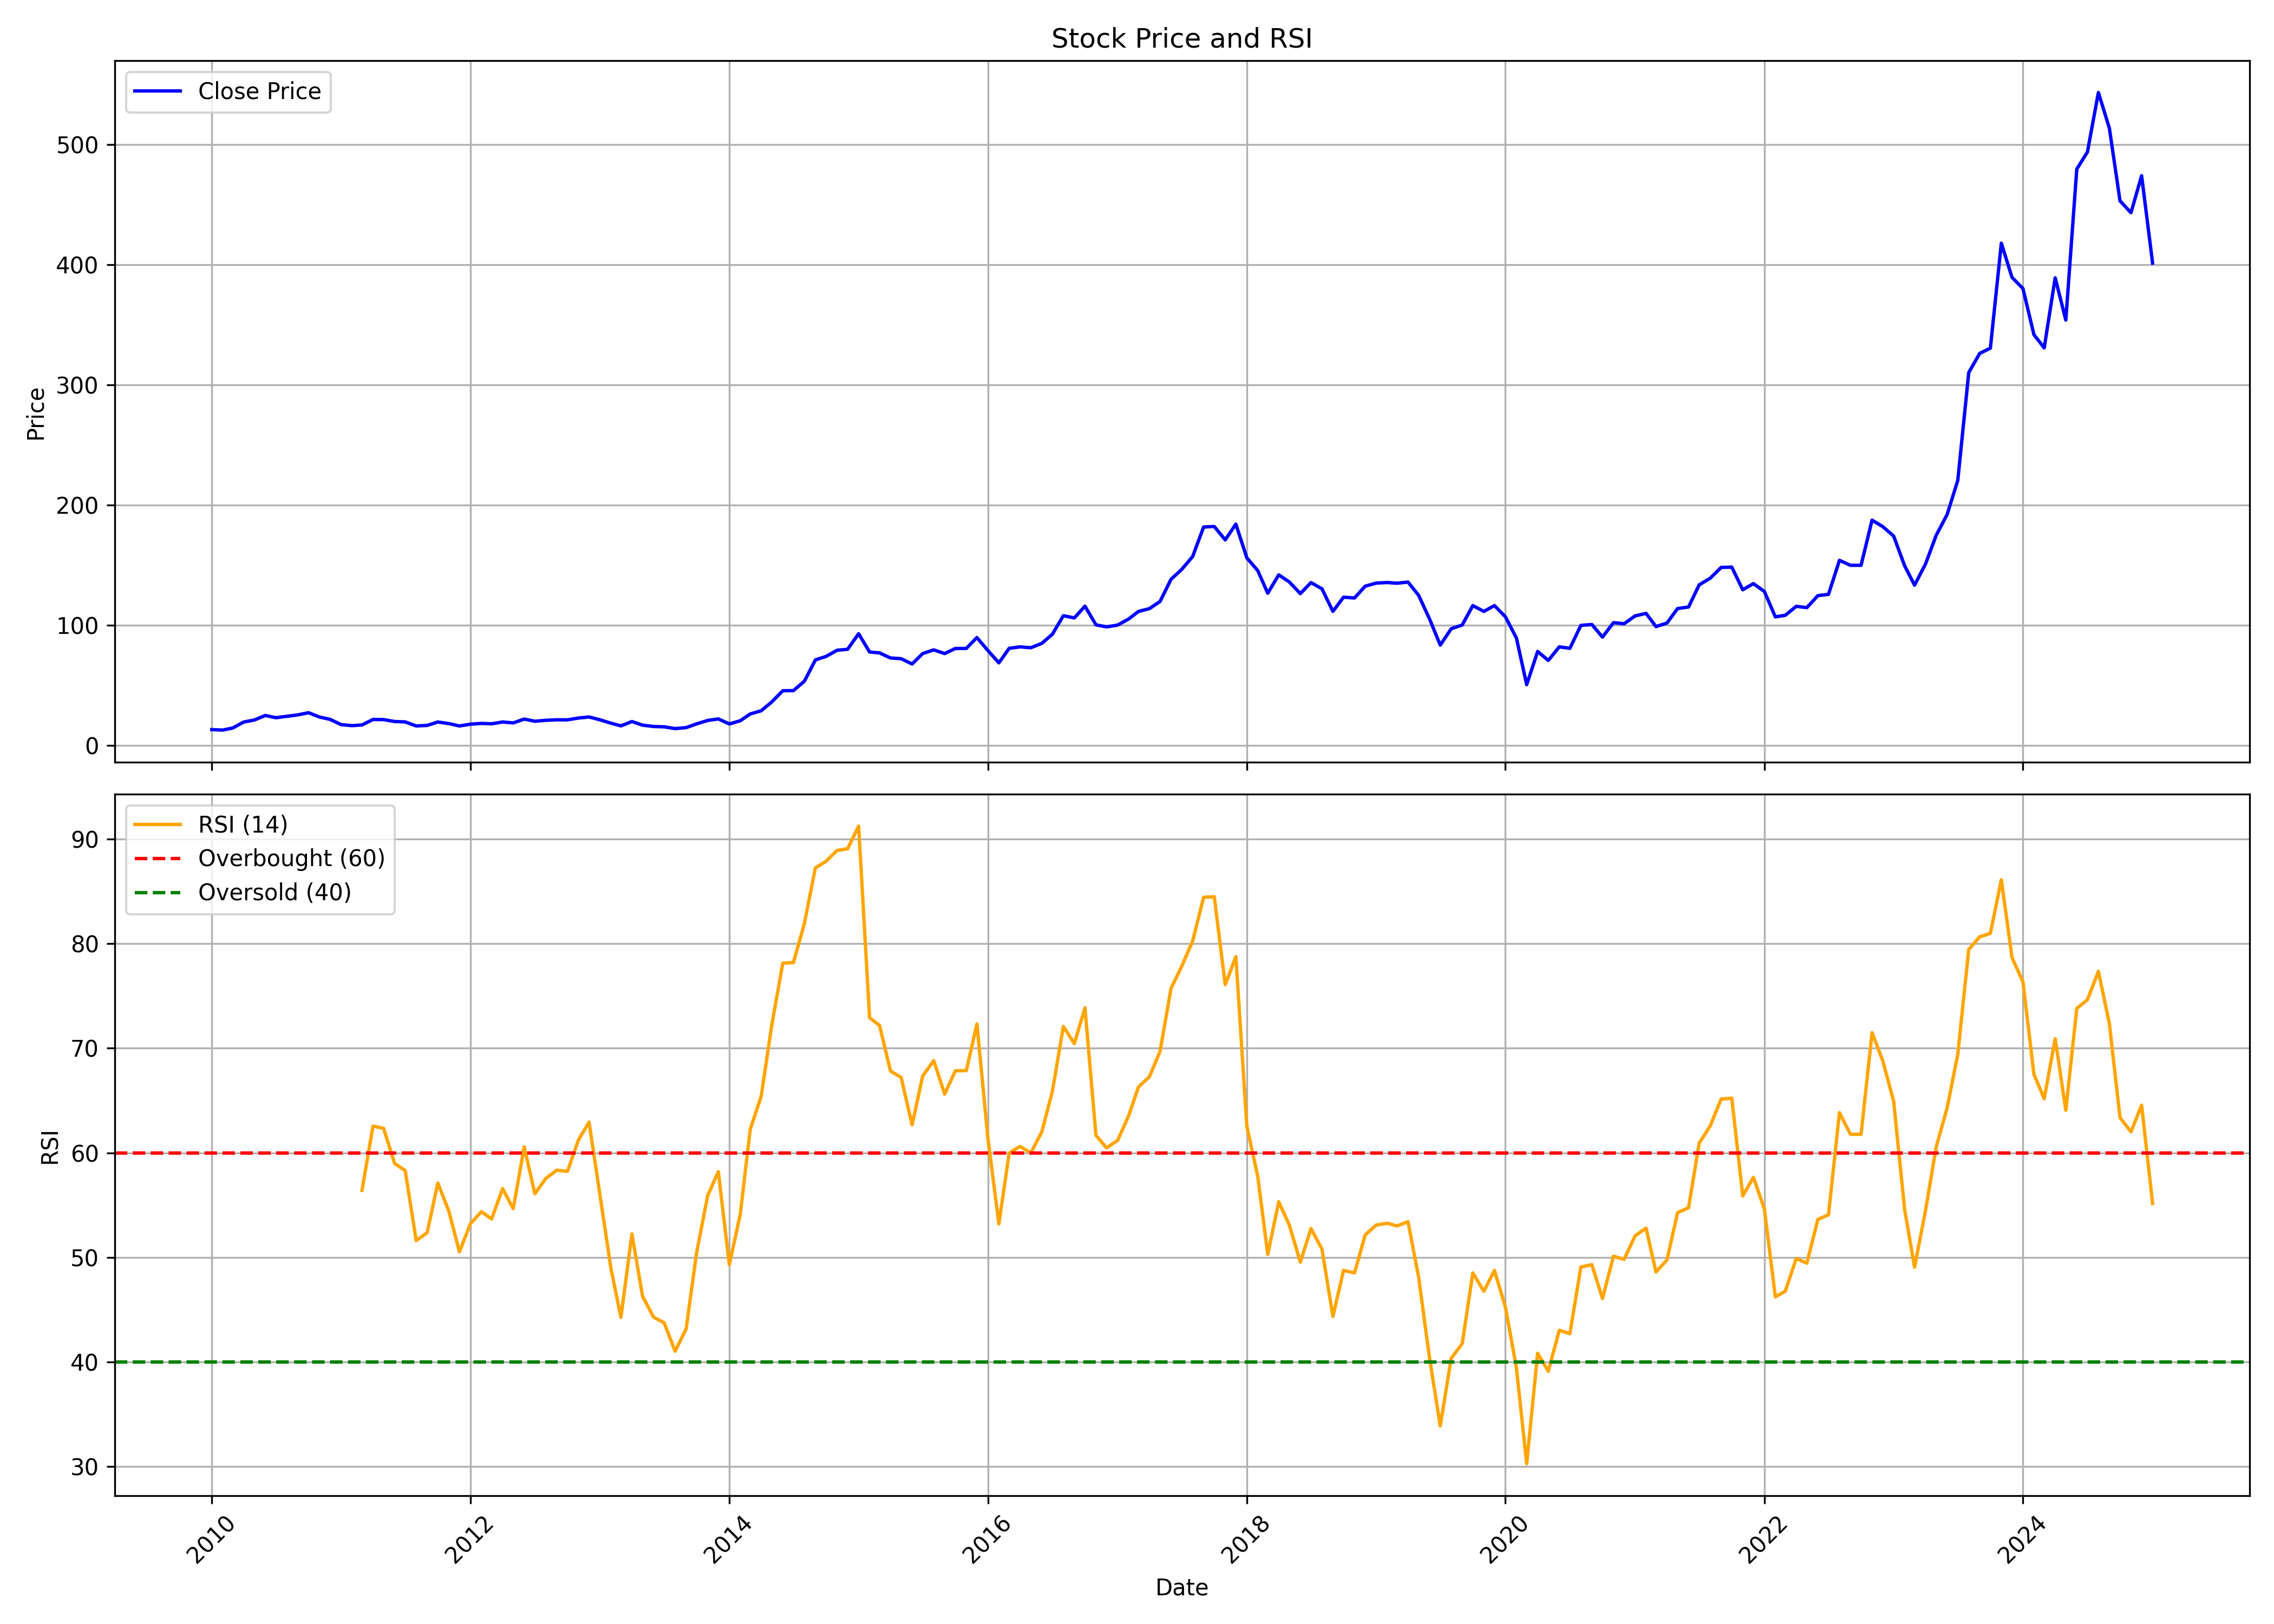 Stock Price and RSI
Close Price
Price
500
400
300
200
100
0
RSI (14)
Overbought (60)
Oversold (40)
RSI
90
80
70
60
50
40
30
2010
2012
2014
2016
2018
2020
2022
2024
Date